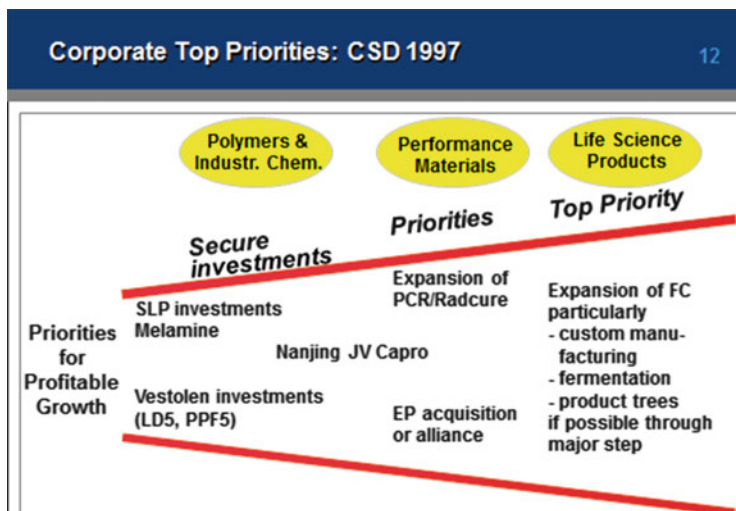 Corporate Top Priorities: CSD 1997
12
Polymers &
Industr. Chem.
Performance
Materials
Life Science
Products
Secure
investments
Priorities
Top Priority
Priorities
for
Profitable
Growth
SLP investments
Melamine
Nanjing JV Capro
Vestolen investments
(LD5, PPF5)
Expansion of
PCR/Radcure
EP acquisition
or alliance
Expansion of FC
particularly
- custom manu-
facturing
- fermentation
- product trees
if possible through
major step